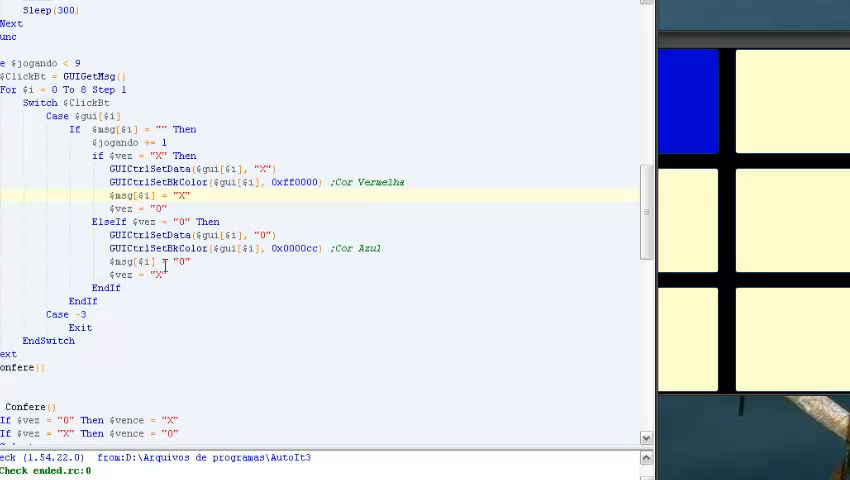 Sleep(300)
Next
unc
e $jogando < 9
$ClickBt = GUIGetMsg()
For $i = 0 To 8 Step 1
Switch $ClickBt
Case $gui[$i]
If $msg[$i] = "" Then
$jogando += 1
if $vez = "X" Then
GUICtrlSetData($gui[$i], "X")
GUICtrlSetBkColor($gui[$i], 0xff0000) ;Cor Vermelha
$msg[$i] = "X"
$vez = "0"
ElseIf $vez = "0" Then
GUICtrlSetData($gui[$i], "0")
GUICtrlSetBkColor($gui[$i], 0x0000cc) ;Cor Azul
$msg[$i] = "0"
$vez = "X"
EndIf
EndIf
Case -3
Exit
EndSwitch
ext
onfere()
Confere()
If $vez = "0" Then $vence = "X"
If $vez = "X" Then $vence = "0"
eck (1.54.22.0) from:D:\Arquivos de programas\AutoIt3
Check ended.rc:0